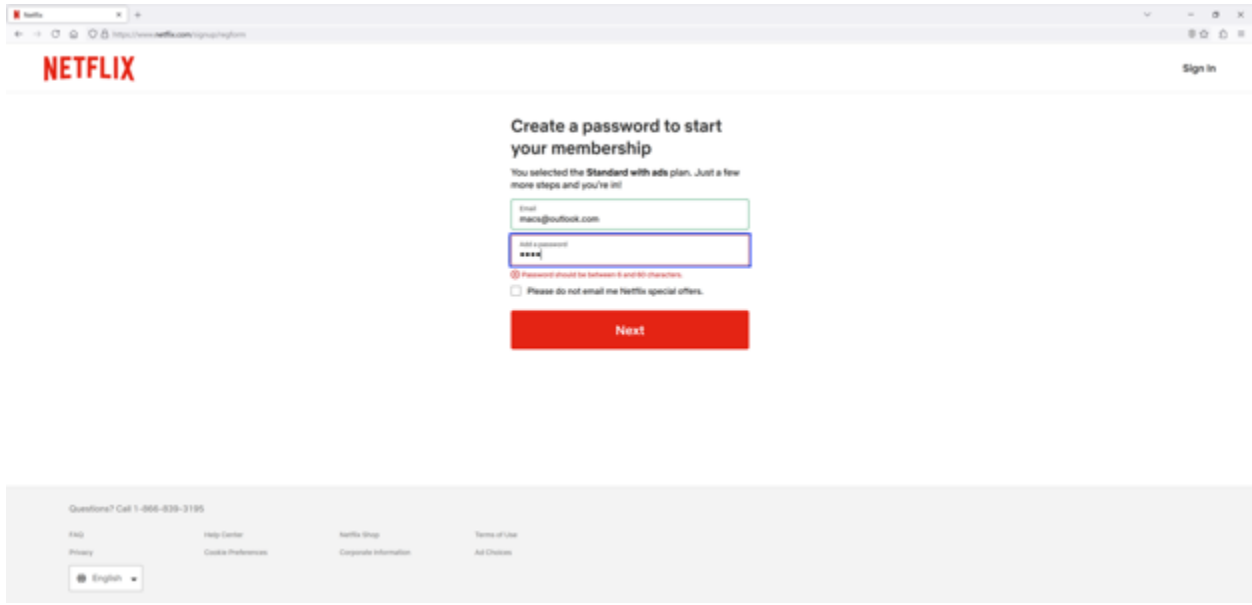 Netflix
https://www.netflix.com/signup/regform
NETFLIX
Sign In
Create a password to start
your membership
You selected the Standard with ads plan. Just a few
more steps and you're in!
Email
macs@outlook.com
Add a password
••••
Password should be between 6 and 60 characters.
Please do not email me Netflix special offers.
Next
Questions? Call 1-866-939-3195
FAQ Help Center Netflix Shop Terms of Use
Privacy Cookie Preferences Corporate Information Ad Choices
English